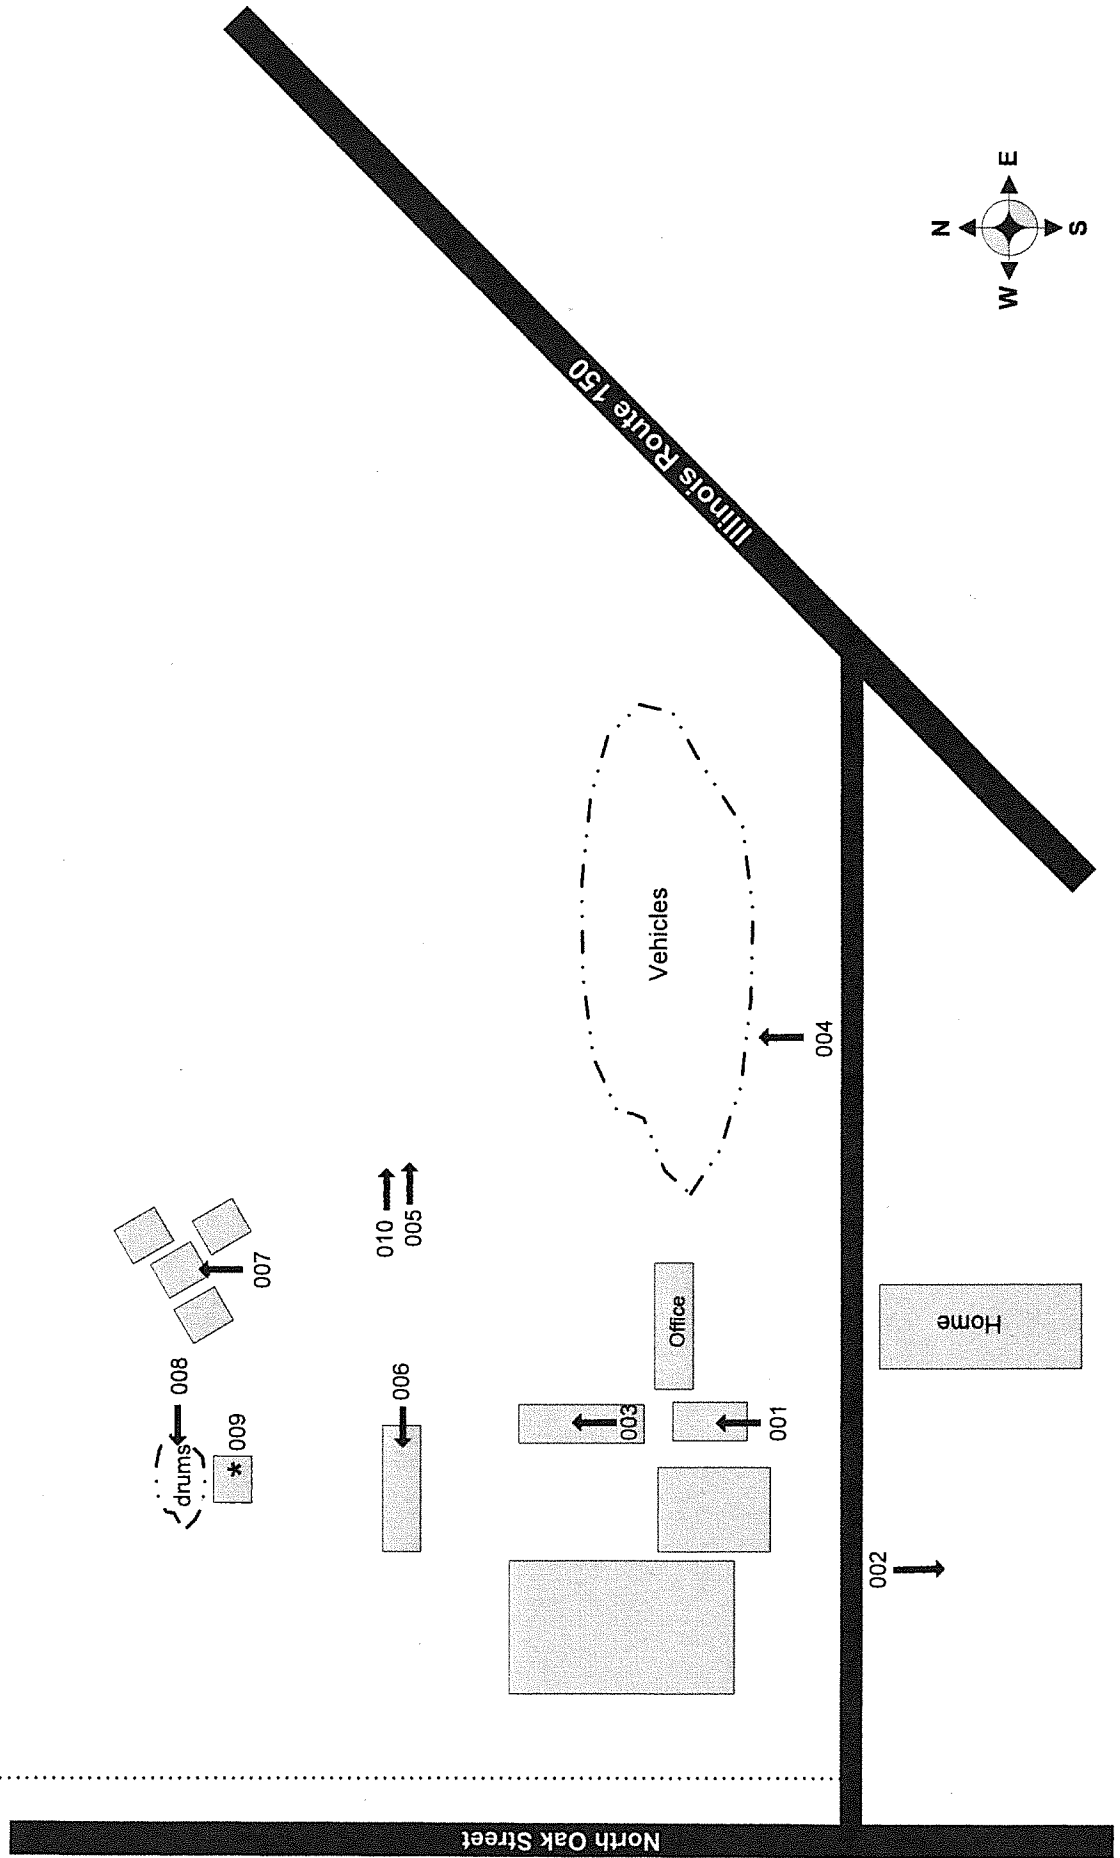 drums
008
009
007
010
006
005
North Oak Street
Illinois Route 150
003
Vehicles
Office
001
004
002
Home
N
W E
S